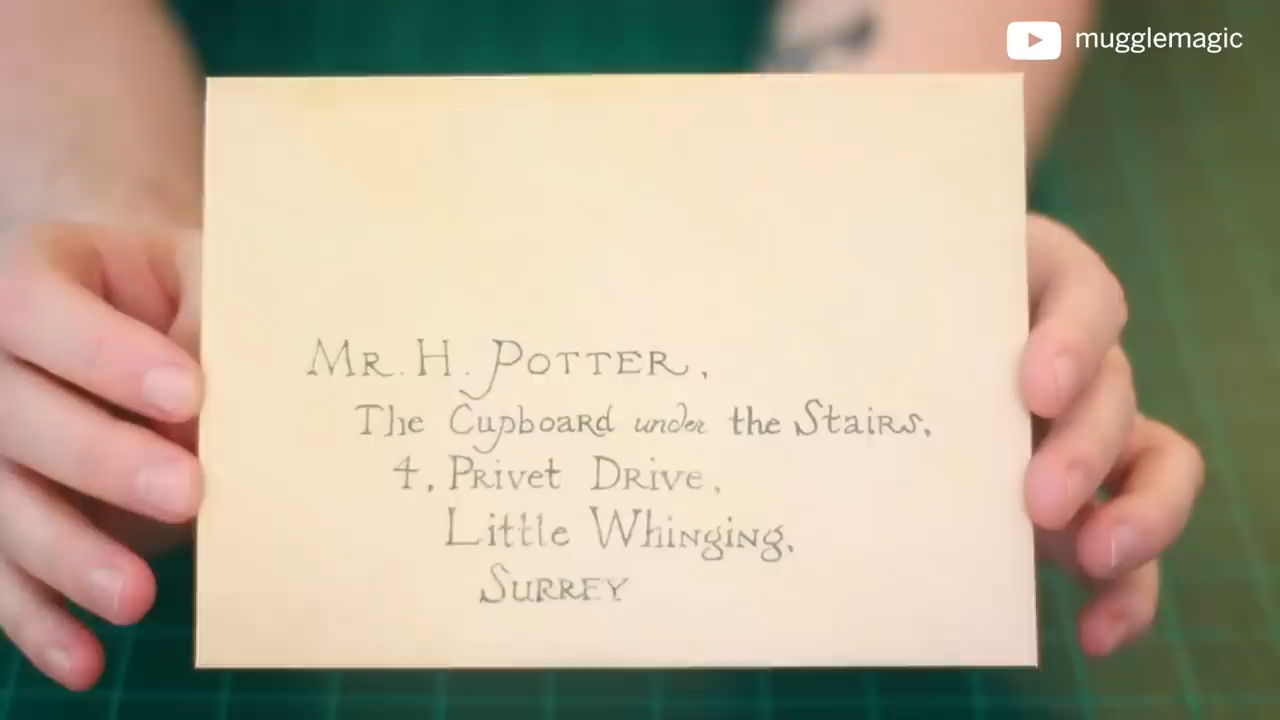 mugglemagic
Mr. H. Potter,
The Cupboard under the Stairs,
4, Privet Drive,
Little Whinging,
Surrey